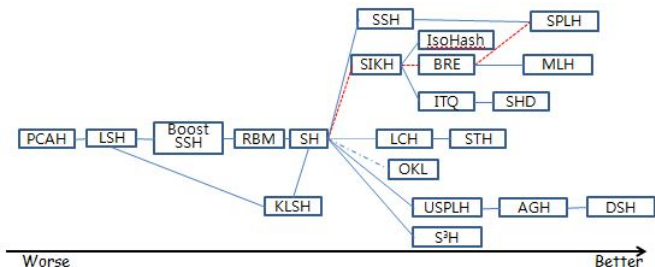 SSH SPLH
IsoHash
SIKH BRE MLH
ITQ SHD
PCAH LSH Boost SSH RBM SH LCH STH
OKL
KLSH USPLH AGH DSH
S³H
Worse Better